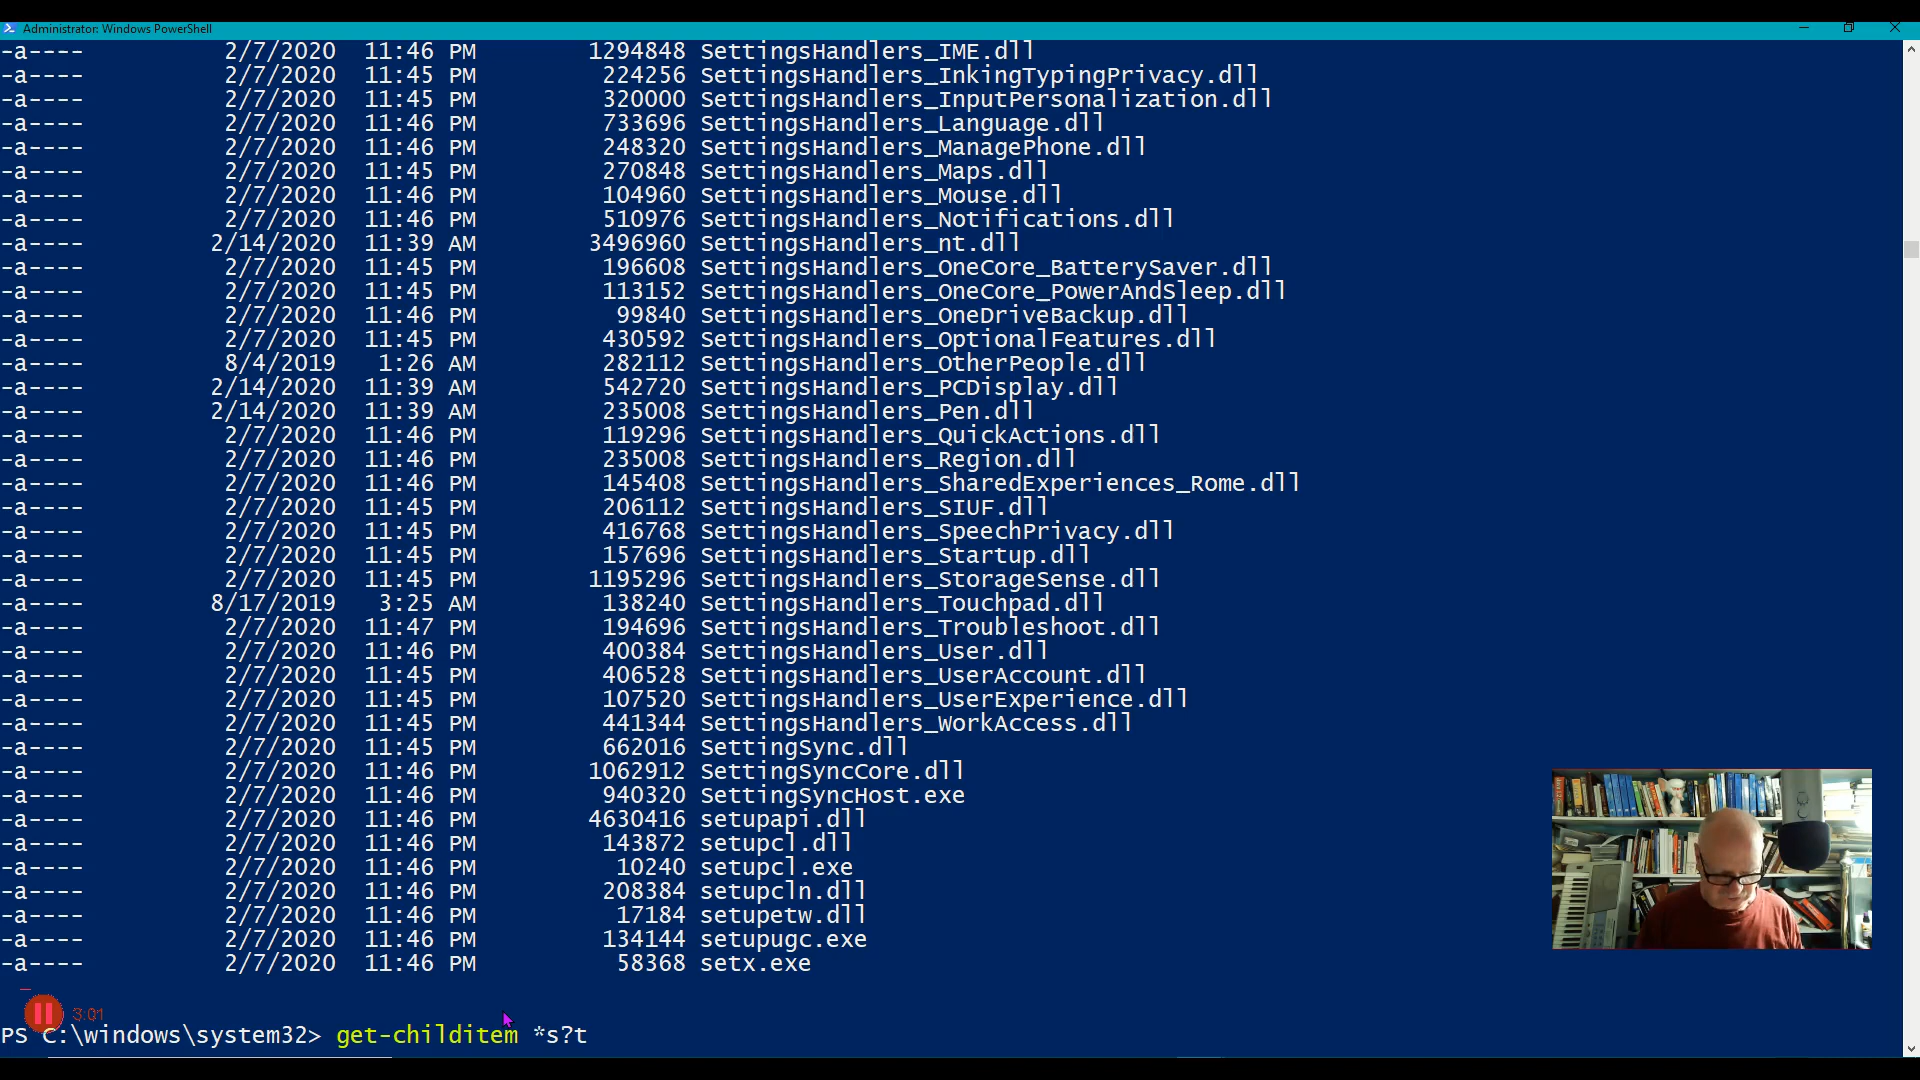 Administrator: Windows PowerShell
-a---- 2/7/2020 11:46 PM 1294848 SettingsHandlers_IME.dll
-a---- 2/7/2020 11:45 PM 224256 SettingsHandlers_InkingTypingPrivacy.dll
-a---- 2/7/2020 11:45 PM 320000 SettingsHandlers_InputPersonalization.dll
-a---- 2/7/2020 11:46 PM 733696 SettingsHandlers_Language.dll
-a---- 2/7/2020 11:46 PM 248320 SettingsHandlers_ManagePhone.dll
-a---- 2/7/2020 11:45 PM 270848 SettingsHandlers_Maps.dll
-a---- 2/7/2020 11:46 PM 104960 SettingsHandlers_Mouse.dll
-a---- 2/7/2020 11:46 PM 510976 SettingsHandlers_Notifications.dll
-a---- 2/14/2020 11:39 AM 3496960 SettingsHandlers_nt.dll
-a---- 2/7/2020 11:45 PM 196608 SettingsHandlers_OneCore_BatterySaver.dll
-a---- 2/7/2020 11:45 PM 113152 SettingsHandlers_OneCore_PowerAndSleep.dll
-a---- 2/7/2020 11:46 PM 99840 SettingsHandlers_OneDriveBackup.dll
-a---- 2/7/2020 11:45 PM 430592 SettingsHandlers_OptionalFeatures.dll
-a---- 8/4/2019 1:26 AM 282112 SettingsHandlers_OtherPeople.dll
-a---- 2/14/2020 11:39 AM 542720 SettingsHandlers_PCDisplay.dll
-a---- 2/14/2020 11:39 AM 235008 SettingsHandlers_Pen.dll
-a---- 2/7/2020 11:46 PM 119296 SettingsHandlers_QuickActions.dll
-a---- 2/7/2020 11:46 PM 235008 SettingsHandlers_Region.dll
-a---- 2/7/2020 11:46 PM 145408 SettingsHandlers_SharedExperiences_Rome.dll
-a---- 2/7/2020 11:45 PM 206112 SettingsHandlers_SIUF.dll
-a---- 2/7/2020 11:45 PM 416768 SettingsHandlers_SpeechPrivacy.dll
-a---- 2/7/2020 11:45 PM 157696 SettingsHandlers_Startup.dll
-a---- 2/7/2020 11:45 PM 1195296 SettingsHandlers_StorageSense.dll
-a---- 8/17/2019 3:25 AM 138240 SettingsHandlers_Touchpad.dll
-a---- 2/7/2020 11:47 PM 194696 SettingsHandlers_Troubleshoot.dll
-a---- 2/7/2020 11:46 PM 400384 SettingsHandlers_User.dll
-a---- 2/7/2020 11:45 PM 406528 SettingsHandlers_UserAccount.dll
-a---- 2/7/2020 11:45 PM 107520 SettingsHandlers_UserExperience.dll
-a---- 2/7/2020 11:45 PM 441344 SettingsHandlers_WorkAccess.dll
-a---- 2/7/2020 11:45 PM 662016 SettingSync.dll
-a---- 2/7/2020 11:46 PM 1062912 SettingSyncCore.dll
-a---- 2/7/2020 11:46 PM 940320 SettingSyncHost.exe
-a---- 2/7/2020 11:46 PM 4630416 setupapi.dll
-a---- 2/7/2020 11:46 PM 143872 setupcl.dll
-a---- 2/7/2020 11:46 PM 10240 setupcl.exe
-a---- 2/7/2020 11:46 PM 208384 setupcln.dll
-a---- 2/7/2020 11:46 PM 17184 setupetw.dll
-a---- 2/7/2020 11:46 PM 134144 setupugc.exe
-a---- 2/7/2020 11:46 PM 58368 setx.exe
3:01
PS C:\windows\system32> get-childitem *s?t